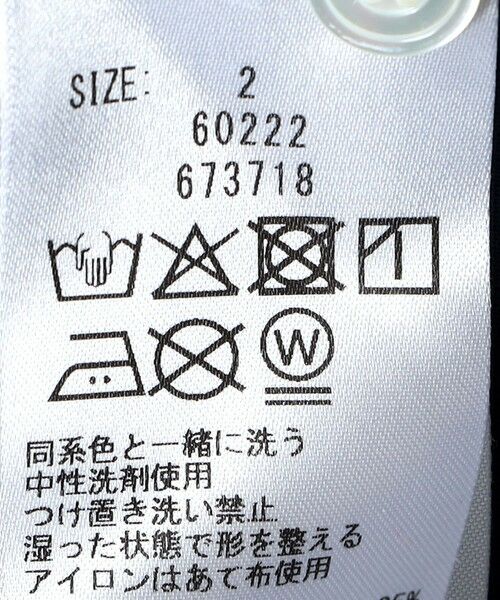 SIZE: 2
60222
673718
W
同系色と一緒に洗う
中性洗剤使用
つけ置き洗い禁止
湿った状態で形を整える
アイロンはあて布使用